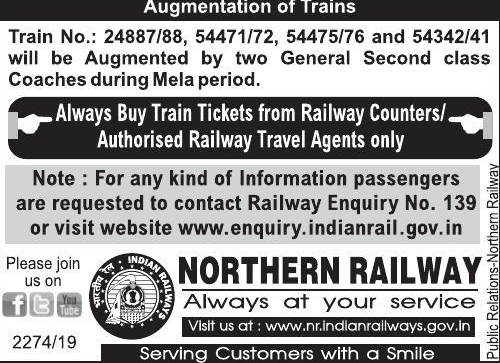 Augmentation of Trains
Train No.: 24887/88, 54471/72, 54475/76 and 54342/41
will be Augmented by two General Second class
Coaches during Mela period.
Always Buy Train Tickets from Railway Counters/
Authorised Railway Travel Agents only
Note : For any kind of Information passengers
are requested to contact Railway Enquiry No. 139
or visit website www.enquiry.indianrail.gov.in
Please join
us on
You
Tube
2274/19
INDIAN RAILWAYS
भारतीय रेल
NORTHERN RAILWAY
Always at your service
Visit us at : www.nr.indianrailways.gov.in
Serving Customers with a Smile
Public Relations-Northern Railway